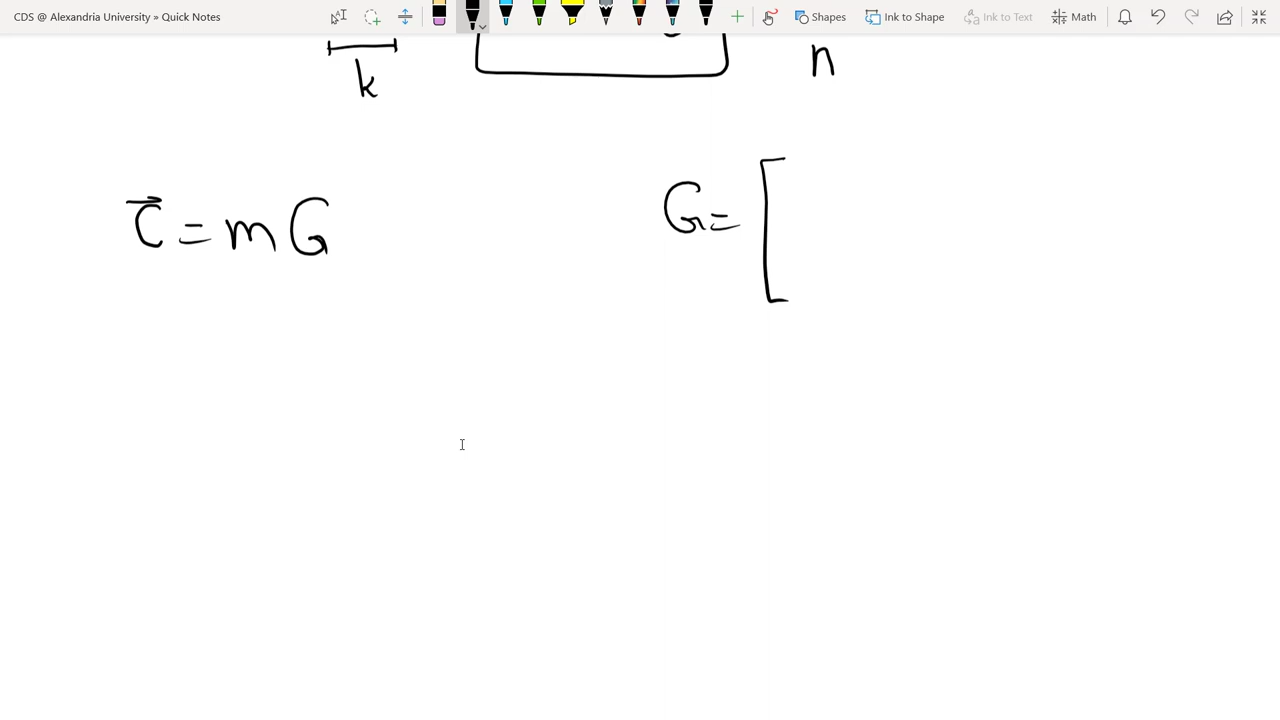 CDS @ Alexandria University » Quick Notes
Shapes
Ink to Shape
Ink to Text
Math
k
n
c⃗ = mG
G = [